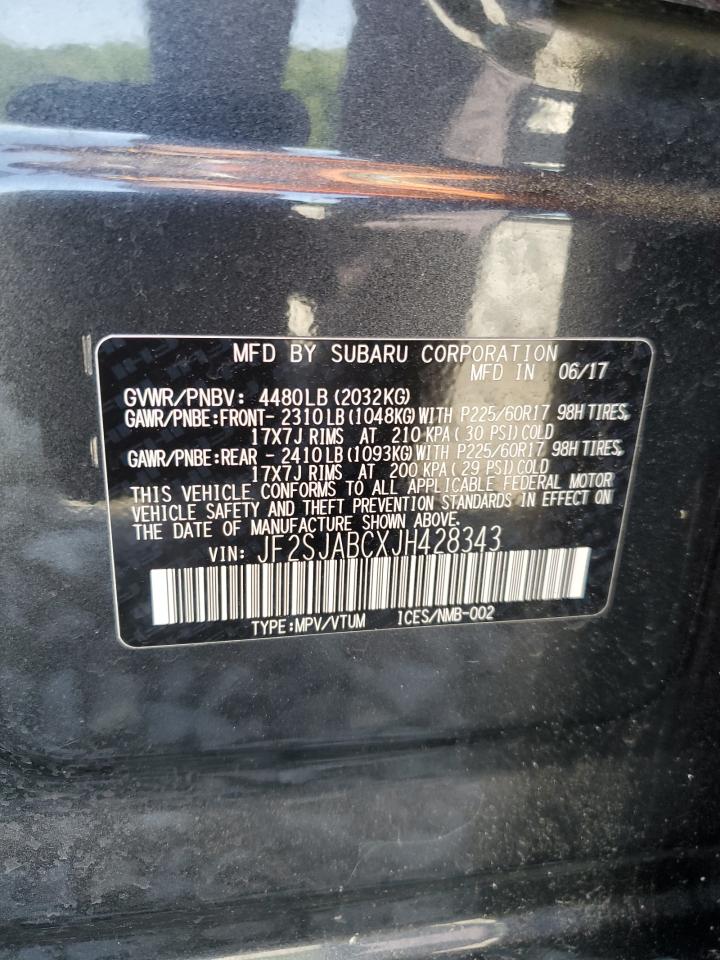 MFD BY SUBARU CORPORATION
MFD IN 06/17
GVWR/PNBV: 4480LB (2032KG)
GAWR/PNBE:FRONT- 2310LB (1048KG) WITH P225/60R17 98H TIRES,
17X7J RIMS AT 210 KPA ( 30 PSI) COLD
GAWR/PNBE:REAR - 2410LB (1093KG) WITH P225/60R17 98H TIRES,
17X7J RIMS AT 200 KPA ( 29 PSI) COLD
THIS VEHICLE CONFORMS TO ALL APPLICABLE FEDERAL MOTOR
VEHICLE SAFETY AND THEFT PREVENTION STANDARDS IN EFFECT ON
THE DATE OF MANUFACTURE SHOWN ABOVE.
VIN: JF2SJABCXJH428343
TYPE:MPV/VTUM ICES/NMB-002